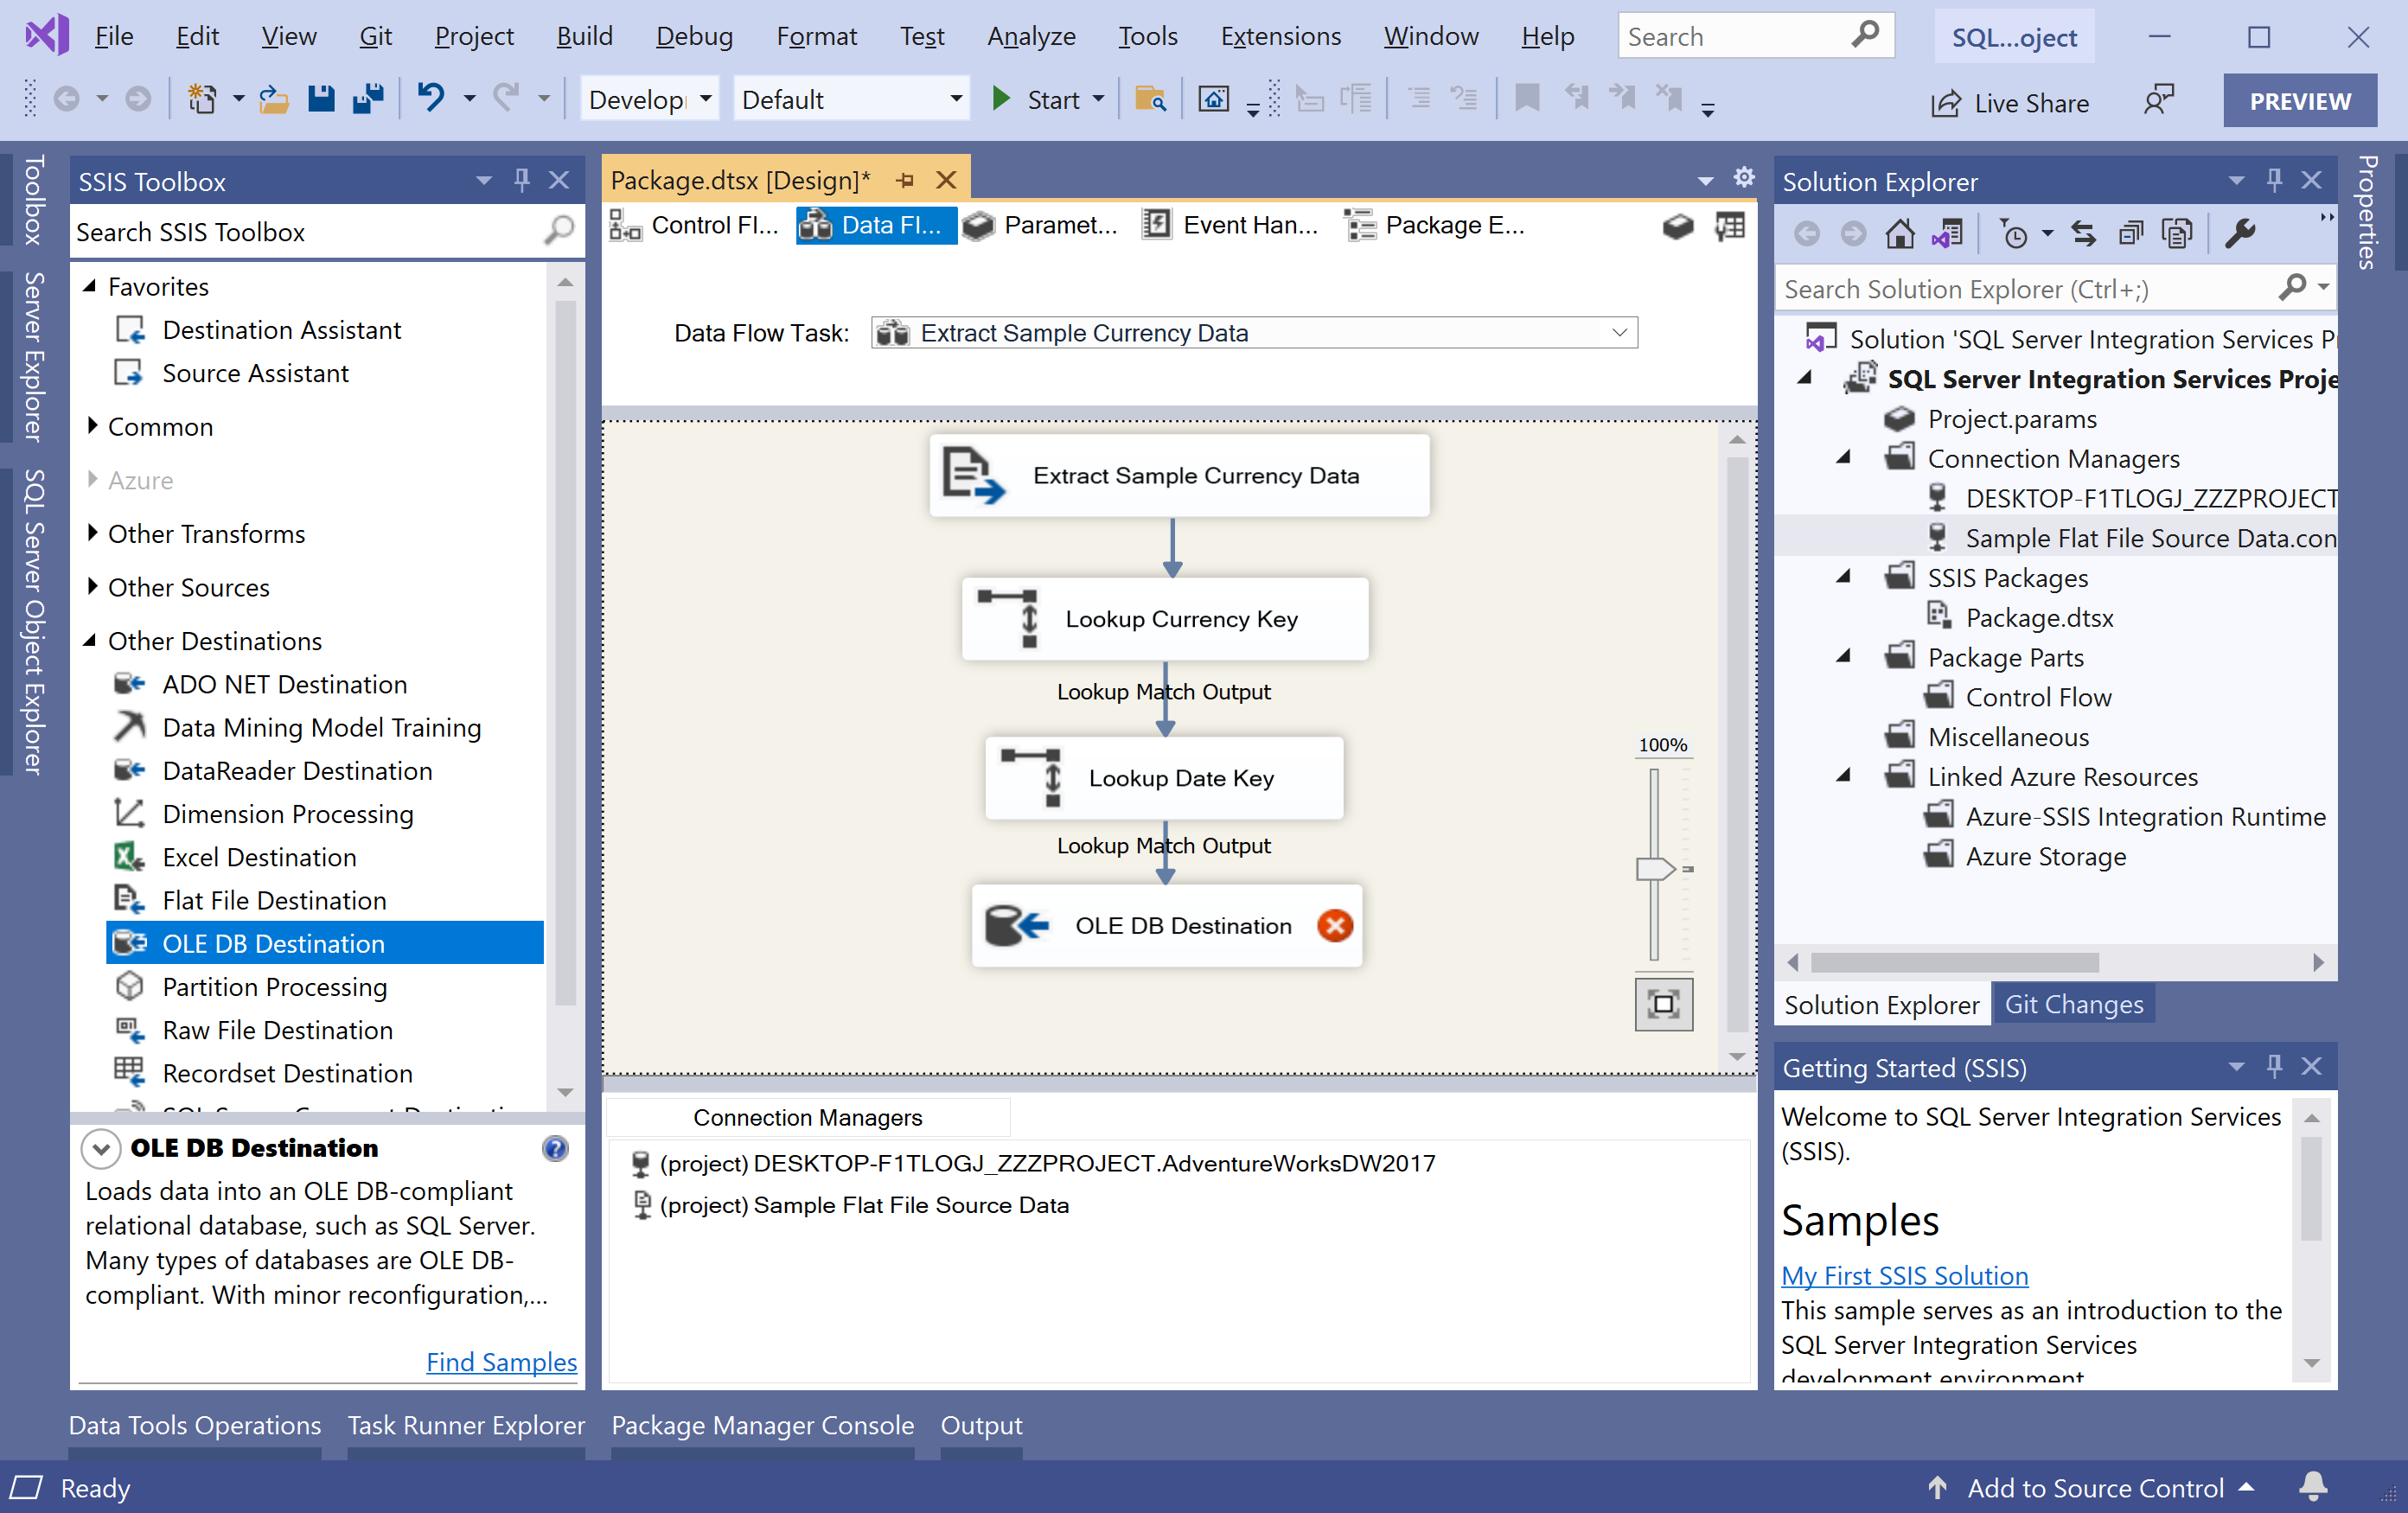 File Edit View Git Project Build Debug Format Test Analyze Tools Extensions Window Help Search SQL...oject
Develop Default Start Live Share PREVIEW
Toolbox
Server Explorer
SQL Server Object Explorer
SSIS Toolbox
Search SSIS Toolbox
Favorites
Destination Assistant
Source Assistant
Common
Azure
Other Transforms
Other Sources
Other Destinations
ADO NET Destination
Data Mining Model Training
DataReader Destination
Dimension Processing
Excel Destination
Flat File Destination
OLE DB Destination
Partition Processing
Raw File Destination
Recordset Destination
OLE DB Destination
Loads data into an OLE DB-compliant
relational database, such as SQL Server.
Many types of databases are OLE DB-
compliant. With minor reconfiguration,...
Find Samples
Package.dtsx [Design]*
Control Fl... Data Fl... Paramet... Event Han... Package E...
Data Flow Task: Extract Sample Currency Data
Extract Sample Currency Data
Lookup Currency Key
Lookup Match Output
Lookup Date Key
Lookup Match Output
OLE DB Destination
100%
Connection Managers
(project) DESKTOP-F1TLOGJ_ZZZPROJECT.AdventureWorksDW2017
(project) Sample Flat File Source Data
Solution Explorer
Search Solution Explorer (Ctrl+;)
Solution 'SQL Server Integration Services P
SQL Server Integration Services Proje
Project.params
Connection Managers
DESKTOP-F1TLOGJ_ZZZPROJECT
Sample Flat File Source Data.con
SSIS Packages
Package.dtsx
Package Parts
Control Flow
Miscellaneous
Linked Azure Resources
Azure-SSIS Integration Runtime
Azure Storage
Solution Explorer Git Changes
Getting Started (SSIS)
Welcome to SQL Server Integration Services
(SSIS).
Samples
My First SSIS Solution
This sample serves as an introduction to the
SQL Server Integration Services
development environment
Properties
Data Tools Operations Task Runner Explorer Package Manager Console Output
Ready Add to Source Control